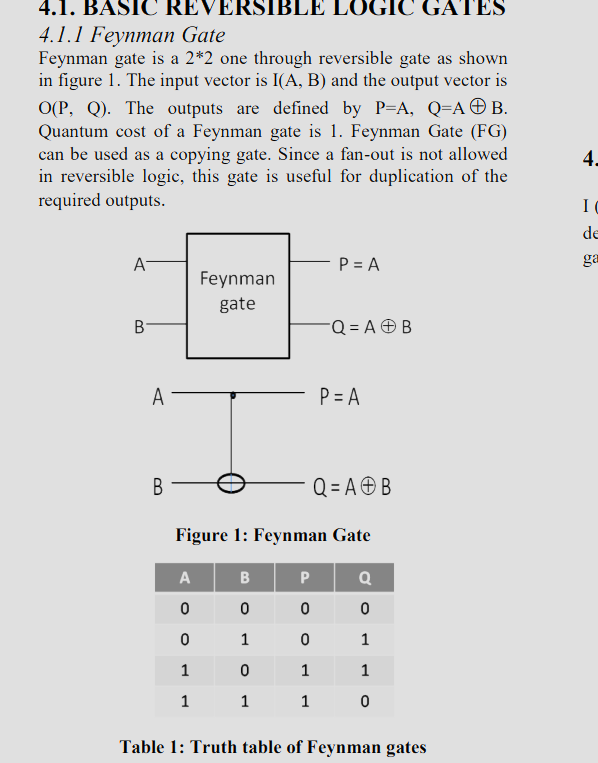 4.1. BASIC REVERSIBLE LOGIC GATES
4.1.1 Feynman Gate
Feynman gate is a 2*2 one through reversible gate as shown
in figure 1. The input vector is I(A, B) and the output vector is
O(P, Q). The outputs are defined by P=A, Q=A⊕B.
Quantum cost of a Feynman gate is 1. Feynman Gate (FG)
can be used as a copying gate. Since a fan-out is not allowed
in reversible logic, this gate is useful for duplication of the
required outputs.
A
Feynman
gate
P = A
B
Q = A ⊕ B
A
P = A
B
Q = A ⊕ B
Figure 1: Feynman Gate
A B P Q
0 0 0 0
0 1 0 1
1 0 1 1
1 1 1 0
Table 1: Truth table of Feynman gates
4.
I (
de
ga